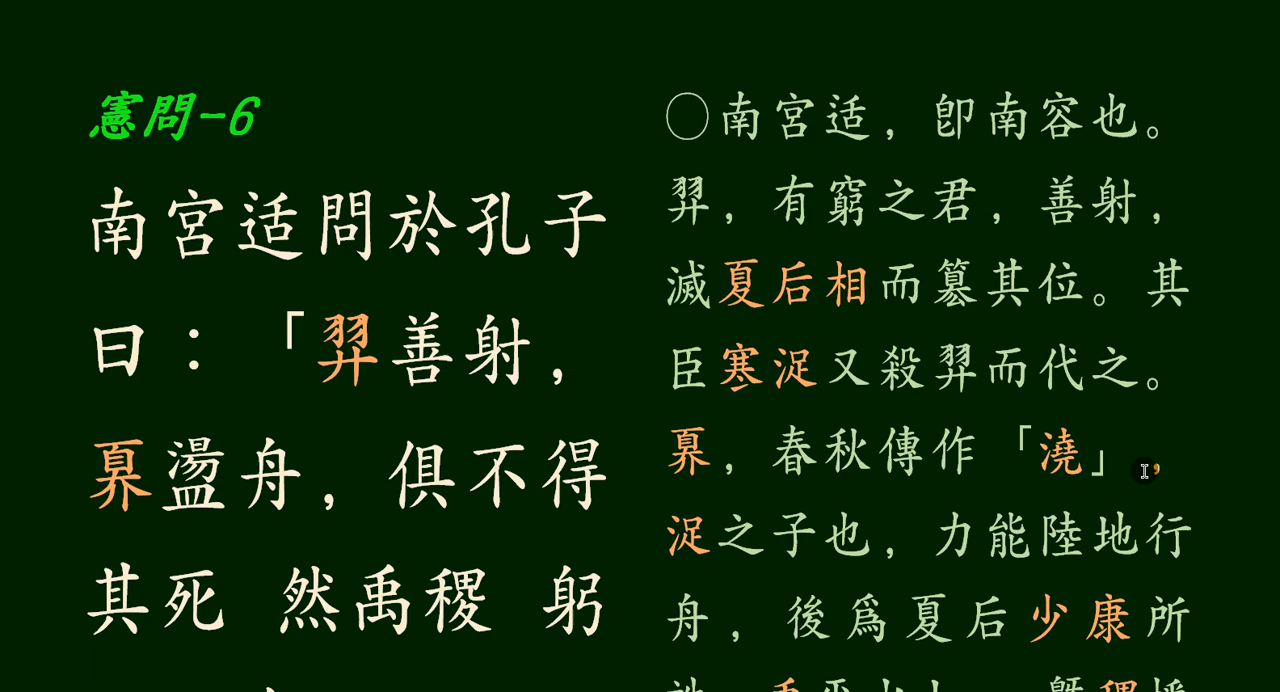 憲問-6
南宮适問於孔子
曰：「羿善射，
奡盪舟，俱不得
其死 然禹稷 躬
○南宮适，卽南容也。
羿，有窮之君，善射，
滅夏后相而篡其位。其
臣寒浞又殺羿而代之。
奡，春秋傳作「澆」，
浞之子也，力能陸地行
舟，後爲夏后少康所